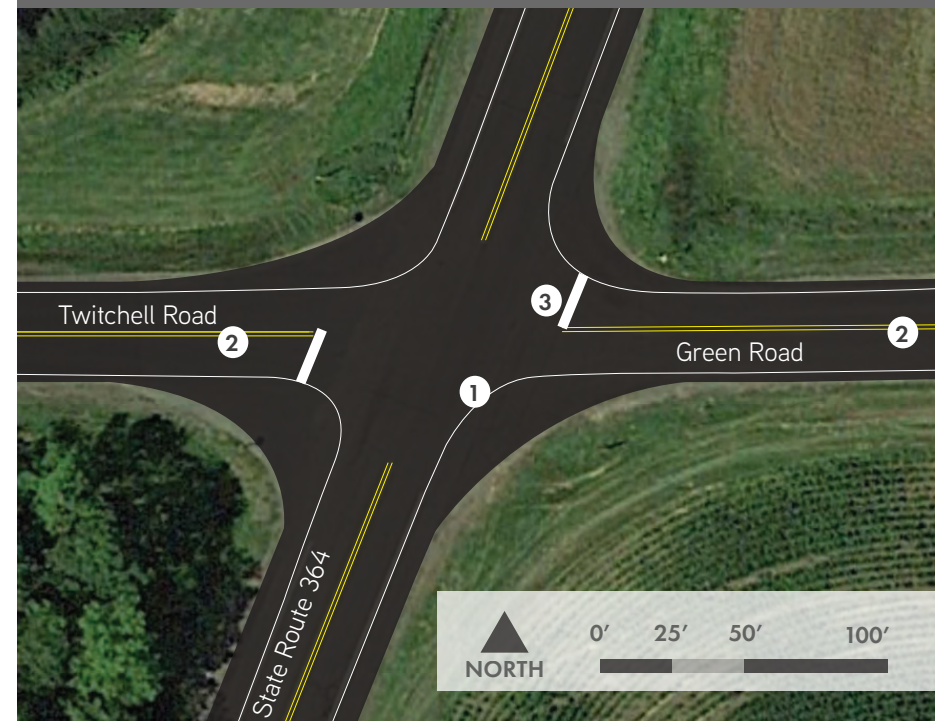 3
Twitchell Road
2
2
Green Road
1
State Route 364
0′ 25′ 50′ 100′
NORTH